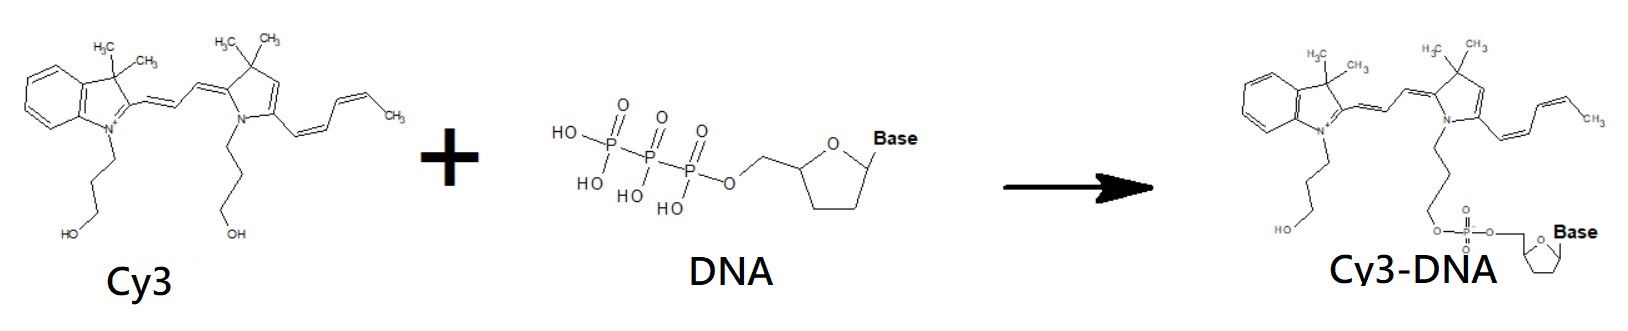 H₃C CH₃ H₃C CH₃ CH₃
N⁺ N
HO OH
Cy3
+
O O O
HO P P P O
HO HO HO
O Base
DNA
H₃C CH₃ H₃C CH₃ CH₃
N⁺ N
HO
O
O P⁻ O
O
O Base
Cy3-DNA